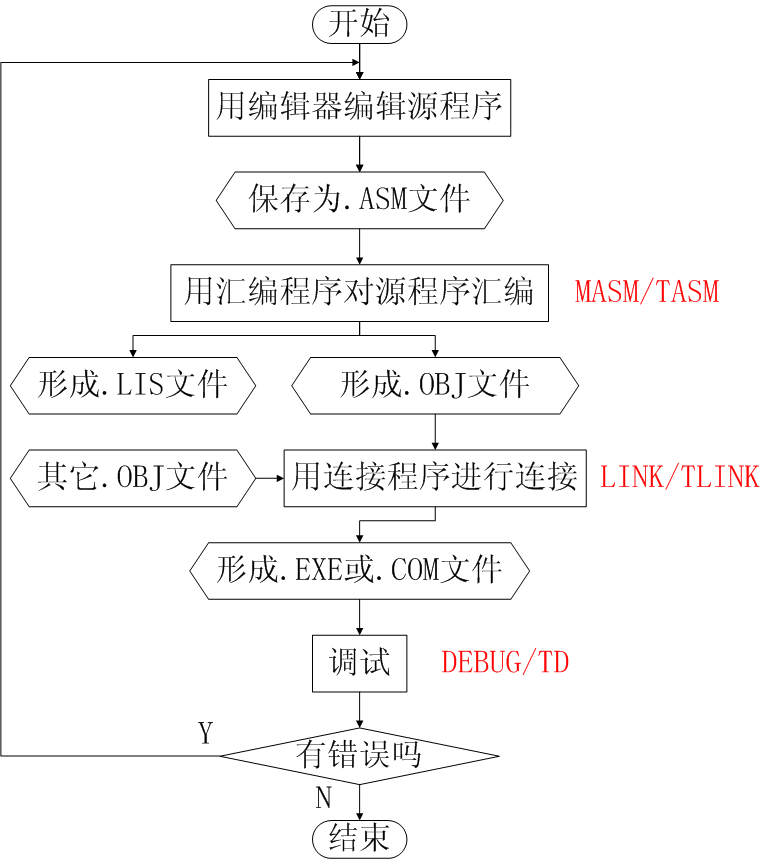 开始
用编辑器编辑源程序
保存为.ASM文件
用汇编程序对源程序汇编
MASM/TASM
形成.LIS文件
形成.OBJ文件
其它.OBJ文件
用连接程序进行连接
LINK/TLINK
形成.EXE或.COM文件
调试
DEBUG/TD
Y
有错误吗
N
结束